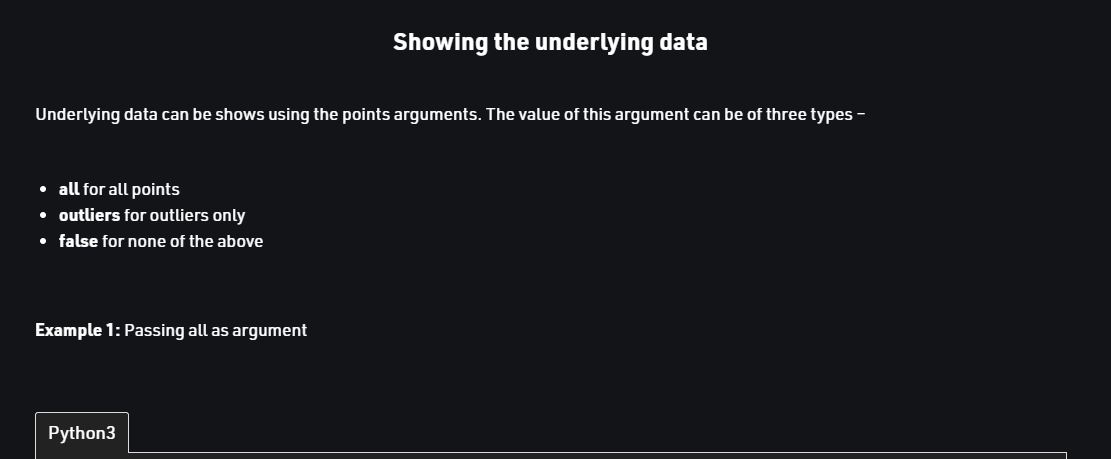 Showing the underlying data
Underlying data can be shows using the points arguments. The value of this argument can be of three types –
all for all points
outliers for outliers only
false for none of the above
Example 1: Passing all as argument
Python3